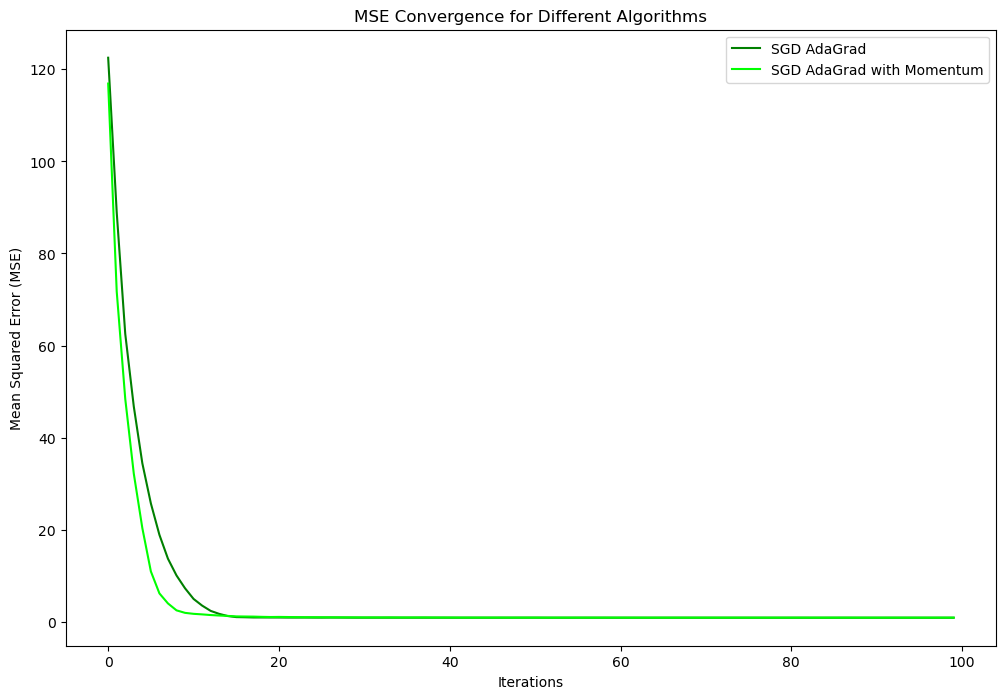 MSE Convergence for Different Algorithms
SGD AdaGrad
SGD AdaGrad with Momentum
Mean Squared Error (MSE)
120
100
80
60
40
20
0
0 20 40 60 80 100
Iterations